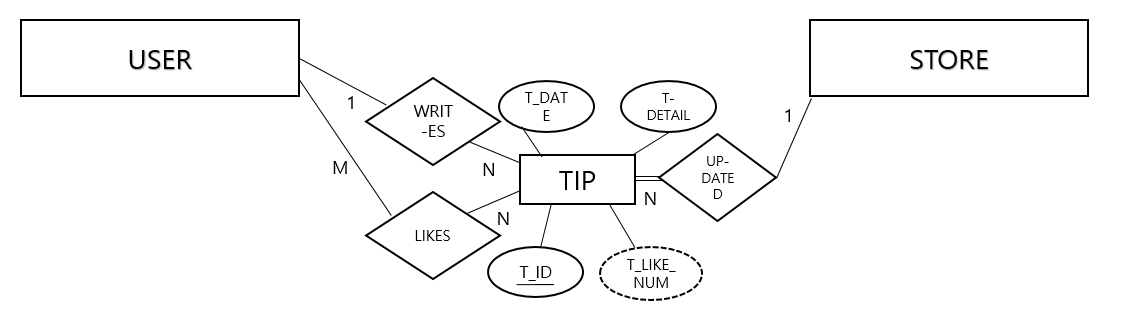 USER
STORE
1
WRIT
-ES
T_DAT
E
T-
DETAIL
1
M
N
TIP
UP-
DATE
D
N
LIKES
N
T_ID
T_LIKE_
NUM